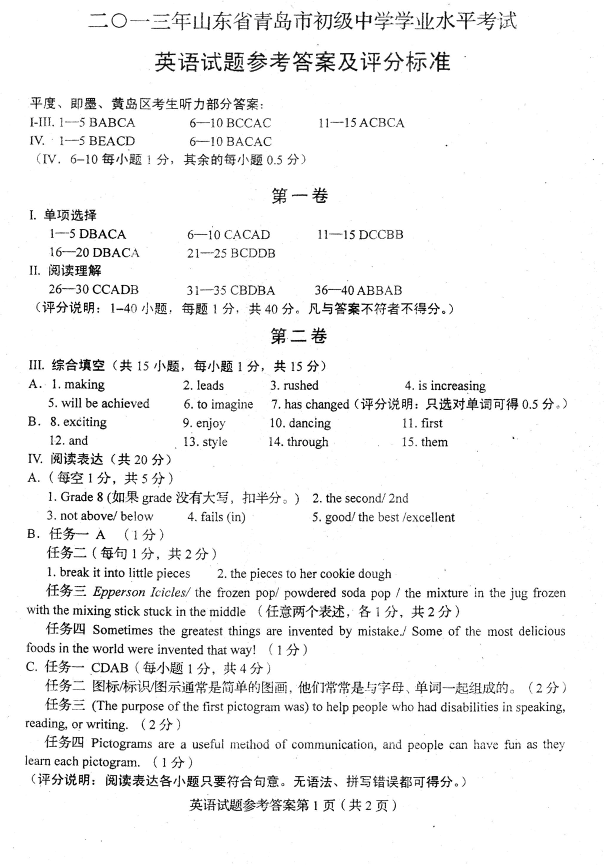 二〇一三年山东省青岛市初级中学学业水平考试
英语试题参考答案及评分标准
平度、即墨、黄岛区考生听力部分答案：
I-III. 1—5 BABCA 6—10 BCCAC 11—15 ACBCA
IV. 1—5 BEACD 6—10 BACAC
（IV. 6-10 每小题 1 分，其余的每小题 0.5 分）
第一卷
I. 单项选择
1—5 DBACA 6—10 CACAD 11—15 DCCBB
16—20 DBACA 21—25 BCDDB
II. 阅读理解
26—30 CCADB 31—35 CBDBA 36—40 ABBAB
（评分说明：1-40 小题，每题 1 分，共 40 分。凡与答案不符者不得分。）
第二卷
III. 综合填空（共 15 小题，每小题 1 分，共 15 分）
A. 1. making 2. leads 3. rushed 4. is increasing
5. will be achieved 6. to imagine 7. has changed（评分说明：只选对单词可得 0.5 分。）
B. 8. exciting 9. enjoy 10. dancing 11. first
12. and 13. style 14. through 15. them
IV. 阅读表达（共 20 分）
A.（每空 1 分，共 5 分）
1. Grade 8 (如果 grade 没有大写，扣半分。) 2. the second/ 2nd
3. not above/ below 4. fails (in) 5. good/ the best /excellent
B. 任务一 A （1 分）
任务二（每句 1 分，共 2 分）
1. break it into little pieces 2. the pieces to her cookie dough
任务三 Epperson Icicles/ the frozen pop/ powdered soda pop / the mixture in the jug frozen
with the mixing stick stuck in the middle （任意两个表述，各 1 分，共 2 分）
任务四 Sometimes the greatest things are invented by mistake./ Some of the most delicious
foods in the world were invented that way! （1 分）
C. 任务一 CDAB（每小题 1 分，共 4 分）
任务二 图标/标识/图示通常是简单的图画，他们常常是与字母、单词一起组成的。（2 分）
任务三 (The purpose of the first pictogram was) to help people who had disabilities in speaking,
reading, or writing. （2 分）
任务四 Pictograms are a useful method of communication, and people can have fun as they
learn each pictogram. （1 分）
（评分说明：阅读表达各小题只要符合句意。无语法、拼写错误都可得分。）
英语试题参考答案第 1 页（共 2 页）